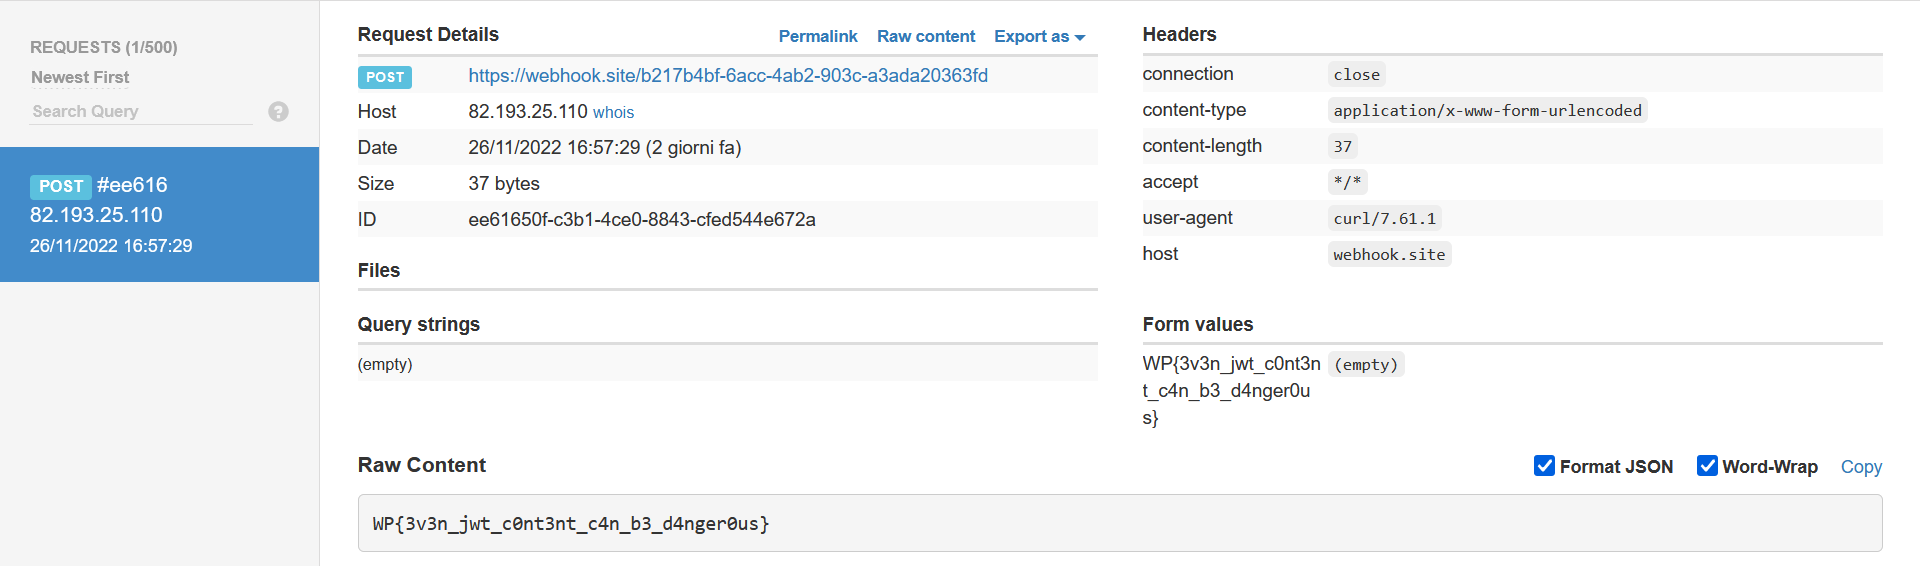 REQUESTS (1/500)
Newest First
Search Query
?
POST #ee616
82.193.25.110
26/11/2022 16:57:29
Request Details
Permalink Raw content Export as
POST https://webhook.site/b217b4bf-6acc-4ab2-903c-a3ada20363fd
Host 82.193.25.110 whois
Date 26/11/2022 16:57:29 (2 giorni fa)
Size 37 bytes
ID ee61650f-c3b1-4ce0-8843-cfed544e672a
Files
Query strings
(empty)
Headers
connection close
content-type application/x-www-form-urlencoded
content-length 37
accept */*
user-agent curl/7.61.1
host webhook.site
Form values
WP{3v3n_jwt_c0nt3n (empty)
t_c4n_b3_d4nger0u
s}
Raw Content
Format JSON Word-Wrap Copy
WP{3v3n_jwt_c0nt3nt_c4n_b3_d4nger0us}